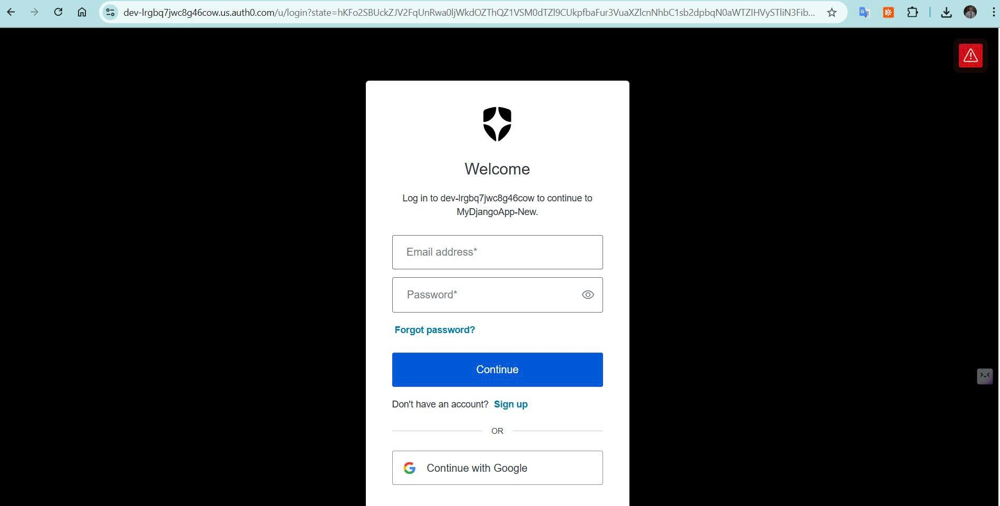 dev-lrgbq7jwc8g46cow.us.auth0.com/u/login?state=hKFo2SBUckZJV2FqUnRwa0ljWkdOZThQZ1VSM0dTZl9CUkpfbaFur3VuaXZlcnNhbC1sb2dpbqN0aWTZIHVySTliN3Fib...
Welcome
Log in to dev-lrgbq7jwc8g46cow to continue to
MyDjangoApp-New.
Email address*
Password*
Forgot password?
Continue
Don't have an account? Sign up
OR
Continue with Google